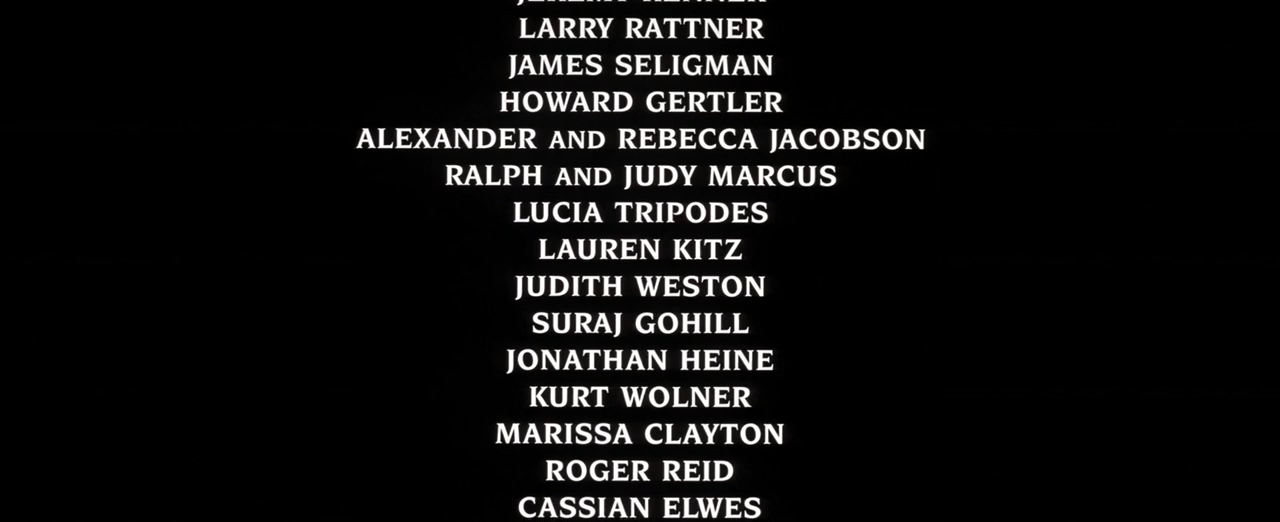 LARRY RATTNER
JAMES SELIGMAN
HOWARD GERTLER
ALEXANDER AND REBECCA JACOBSON
RALPH AND JUDY MARCUS
LUCIA TRIPODES
LAUREN KITZ
JUDITH WESTON
SURAJ GOHILL
JONATHAN HEINE
KURT WOLNER
MARISSA CLAYTON
ROGER REID
CASSIAN ELWES